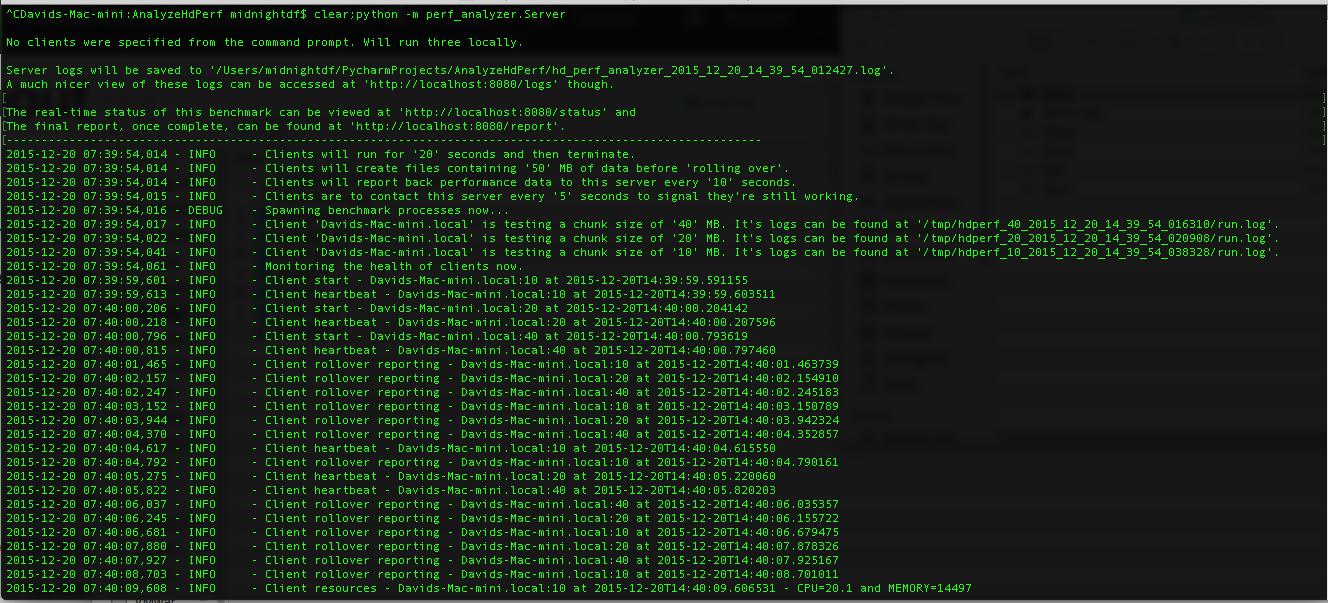 ^CDavids-Mac-mini:AnalyzeHdPerf midnightdf$ clear;python -m perf_analyzer.Server
No clients were specified from the command prompt. Will run three locally.
Server logs will be saved to '/Users/midnightdf/PycharmProjects/AnalyzeHdPerf/hd_perf_analyzer_2015_12_20_14_39_54_012427.log'.
A much nicer view of these logs can be accessed at 'http://localhost:8080/logs' though.
[ ]
[The real-time status of this benchmark can be viewed at 'http://localhost:8080/status' and ]
[The final report, once complete, can be found at 'http://localhost:8080/report'. ]
[------------------------------------------------------------------------------------------------------------ ]
2015-12-20 07:39:54,014 - INFO     - Clients will run for '20' seconds and then terminate.
2015-12-20 07:39:54,014 - INFO     - Clients will create files containing '50' MB of data before 'rolling over'.
2015-12-20 07:39:54,014 - INFO     - Clients will report back performance data to this server every '10' seconds.
2015-12-20 07:39:54,015 - INFO     - Clients are to contact this server every '5' seconds to signal they're still working.
2015-12-20 07:39:54,016 - DEBUG    - Spawning benchmark processes now...
2015-12-20 07:39:54,017 - INFO     - Client 'Davids-Mac-mini.local' is testing a chunk size of '40' MB. It's logs can be found at '/tmp/hdperf_40_2015_12_20_14_39_54_016310/run.log'.
2015-12-20 07:39:54,022 - INFO     - Client 'Davids-Mac-mini.local' is testing a chunk size of '20' MB. It's logs can be found at '/tmp/hdperf_20_2015_12_20_14_39_54_020908/run.log'.
2015-12-20 07:39:54,041 - INFO     - Client 'Davids-Mac-mini.local' is testing a chunk size of '10' MB. It's logs can be found at '/tmp/hdperf_10_2015_12_20_14_39_54_038328/run.log'.
2015-12-20 07:39:54,061 - INFO     - Monitoring the health of clients now.
2015-12-20 07:39:59,601 - INFO     - Client start - Davids-Mac-mini.local:10 at 2015-12-20T14:39:59.591155
2015-12-20 07:39:59,613 - INFO     - Client heartbeat - Davids-Mac-mini.local:10 at 2015-12-20T14:39:59.603511
2015-12-20 07:40:00,206 - INFO     - Client start - Davids-Mac-mini.local:20 at 2015-12-20T14:40:00.204142
2015-12-20 07:40:00,218 - INFO     - Client heartbeat - Davids-Mac-mini.local:20 at 2015-12-20T14:40:00.207596
2015-12-20 07:40:00,796 - INFO     - Client start - Davids-Mac-mini.local:40 at 2015-12-20T14:40:00.793619
2015-12-20 07:40:00,815 - INFO     - Client heartbeat - Davids-Mac-mini.local:40 at 2015-12-20T14:40:00.797460
2015-12-20 07:40:01,465 - INFO     - Client rollover reporting - Davids-Mac-mini.local:10 at 2015-12-20T14:40:01.463739
2015-12-20 07:40:02,157 - INFO     - Client rollover reporting - Davids-Mac-mini.local:20 at 2015-12-20T14:40:02.154910
2015-12-20 07:40:02,247 - INFO     - Client rollover reporting - Davids-Mac-mini.local:40 at 2015-12-20T14:40:02.245183
2015-12-20 07:40:03,152 - INFO     - Client rollover reporting - Davids-Mac-mini.local:10 at 2015-12-20T14:40:03.150789
2015-12-20 07:40:03,944 - INFO     - Client rollover reporting - Davids-Mac-mini.local:20 at 2015-12-20T14:40:03.942324
2015-12-20 07:40:04,370 - INFO     - Client rollover reporting - Davids-Mac-mini.local:40 at 2015-12-20T14:40:04.352857
2015-12-20 07:40:04,617 - INFO     - Client heartbeat - Davids-Mac-mini.local:10 at 2015-12-20T14:40:04.615550
2015-12-20 07:40:04,792 - INFO     - Client rollover reporting - Davids-Mac-mini.local:10 at 2015-12-20T14:40:04.790161
2015-12-20 07:40:05,275 - INFO     - Client heartbeat - Davids-Mac-mini.local:20 at 2015-12-20T14:40:05.220060
2015-12-20 07:40:05,822 - INFO     - Client heartbeat - Davids-Mac-mini.local:40 at 2015-12-20T14:40:05.820203
2015-12-20 07:40:06,037 - INFO     - Client rollover reporting - Davids-Mac-mini.local:40 at 2015-12-20T14:40:06.035357
2015-12-20 07:40:06,245 - INFO     - Client rollover reporting - Davids-Mac-mini.local:20 at 2015-12-20T14:40:06.155722
2015-12-20 07:40:06,681 - INFO     - Client rollover reporting - Davids-Mac-mini.local:10 at 2015-12-20T14:40:06.679475
2015-12-20 07:40:07,880 - INFO     - Client rollover reporting - Davids-Mac-mini.local:20 at 2015-12-20T14:40:07.878326
2015-12-20 07:40:07,927 - INFO     - Client rollover reporting - Davids-Mac-mini.local:40 at 2015-12-20T14:40:07.925167
2015-12-20 07:40:08,703 - INFO     - Client rollover reporting - Davids-Mac-mini.local:10 at 2015-12-20T14:40:08.701011
2015-12-20 07:40:09,608 - INFO     - Client resources - Davids-Mac-mini.local:10 at 2015-12-20T14:40:09.606531 - CPU=20.1 and MEMORY=14497